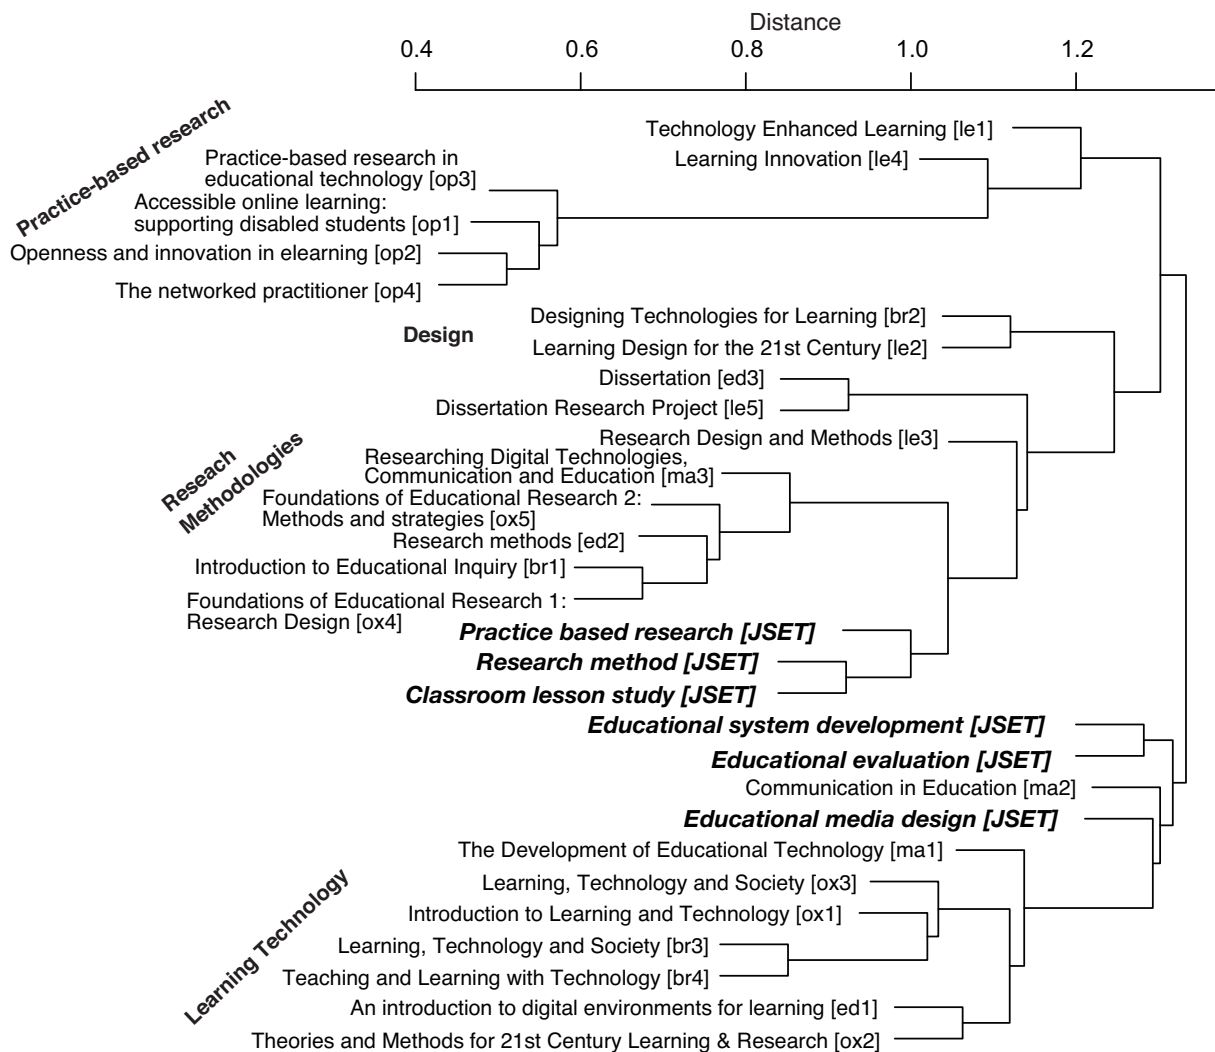 Distance
0.4 0.6 0.8 1.0 1.2
Practice-based research
Technology Enhanced Learning [le1]
Learning Innovation [le4]
Practice-based research in
educational technology [op3]
Accessible online learning:
supporting disabled students [op1]
Openness and innovation in elearning [op2]
The networked practitioner [op4]
Design
Designing Technologies for Learning [br2]
Learning Design for the 21st Century [le2]
Dissertation [ed3]
Dissertation Research Project [le5]
Reseach
Methodologies
Research Design and Methods [le3]
Researching Digital Technologies,
Communication and Education [ma3]
Foundations of Educational Research 2:
Methods and strategies [ox5]
Research methods [ed2]
Introduction to Educational Inquiry [br1]
Foundations of Educational Research 1:
Research Design [ox4]
Practice based research [JSET]
Research method [JSET]
Classroom lesson study [JSET]
Educational system development [JSET]
Educational evaluation [JSET]
Communication in Education [ma2]
Educational media design [JSET]
Learning Technology
The Development of Educational Technology [ma1]
Learning, Technology and Society [ox3]
Introduction to Learning and Technology [ox1]
Learning, Technology and Society [br3]
Teaching and Learning with Technology [br4]
An introduction to digital environments for learning [ed1]
Theories and Methods for 21st Century Learning & Research [ox2]